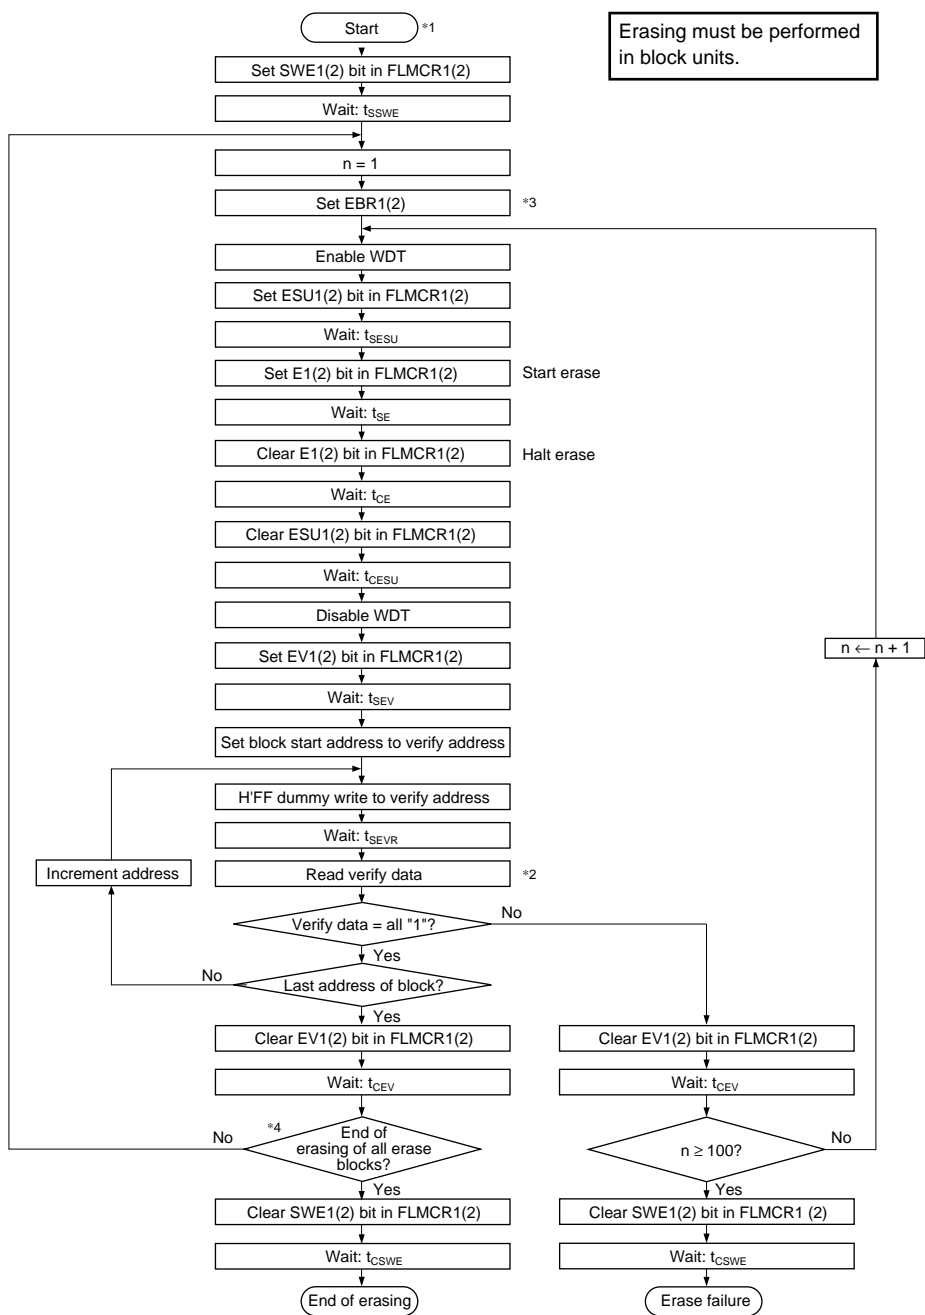 Start *1
Erasing must be performed
in block units.
Set SWE1(2) bit in FLMCR1(2)
Wait: tSSWE
n = 1
Set EBR1(2) *3
Enable WDT
Set ESU1(2) bit in FLMCR1(2)
Wait: tSESU
Set E1(2) bit in FLMCR1(2) Start erase
Wait: tSE
Clear E1(2) bit in FLMCR1(2) Halt erase
Wait: tCE
Clear ESU1(2) bit in FLMCR1(2)
Wait: tCESU
Disable WDT
n ← n + 1
Set EV1(2) bit in FLMCR1(2)
Wait: tSEV
Set block start address to verify address
H'FF dummy write to verify address
Wait: tSEVR
Increment address
Read verify data *2
Verify data = all "1"?
No
Yes
No
Last address of block?
Yes
Clear EV1(2) bit in FLMCR1(2)
Wait: tCEV
No
*4
End of
erasing of all erase
blocks?
Yes
Clear SWE1(2) bit in FLMCR1(2)
Wait: tCSWE
End of erasing
Clear EV1(2) bit in FLMCR1(2)
Wait: tCEV
n ≥ 100?
No
Yes
Clear SWE1(2) bit in FLMCR1 (2)
Wait: tCSWE
Erase failure